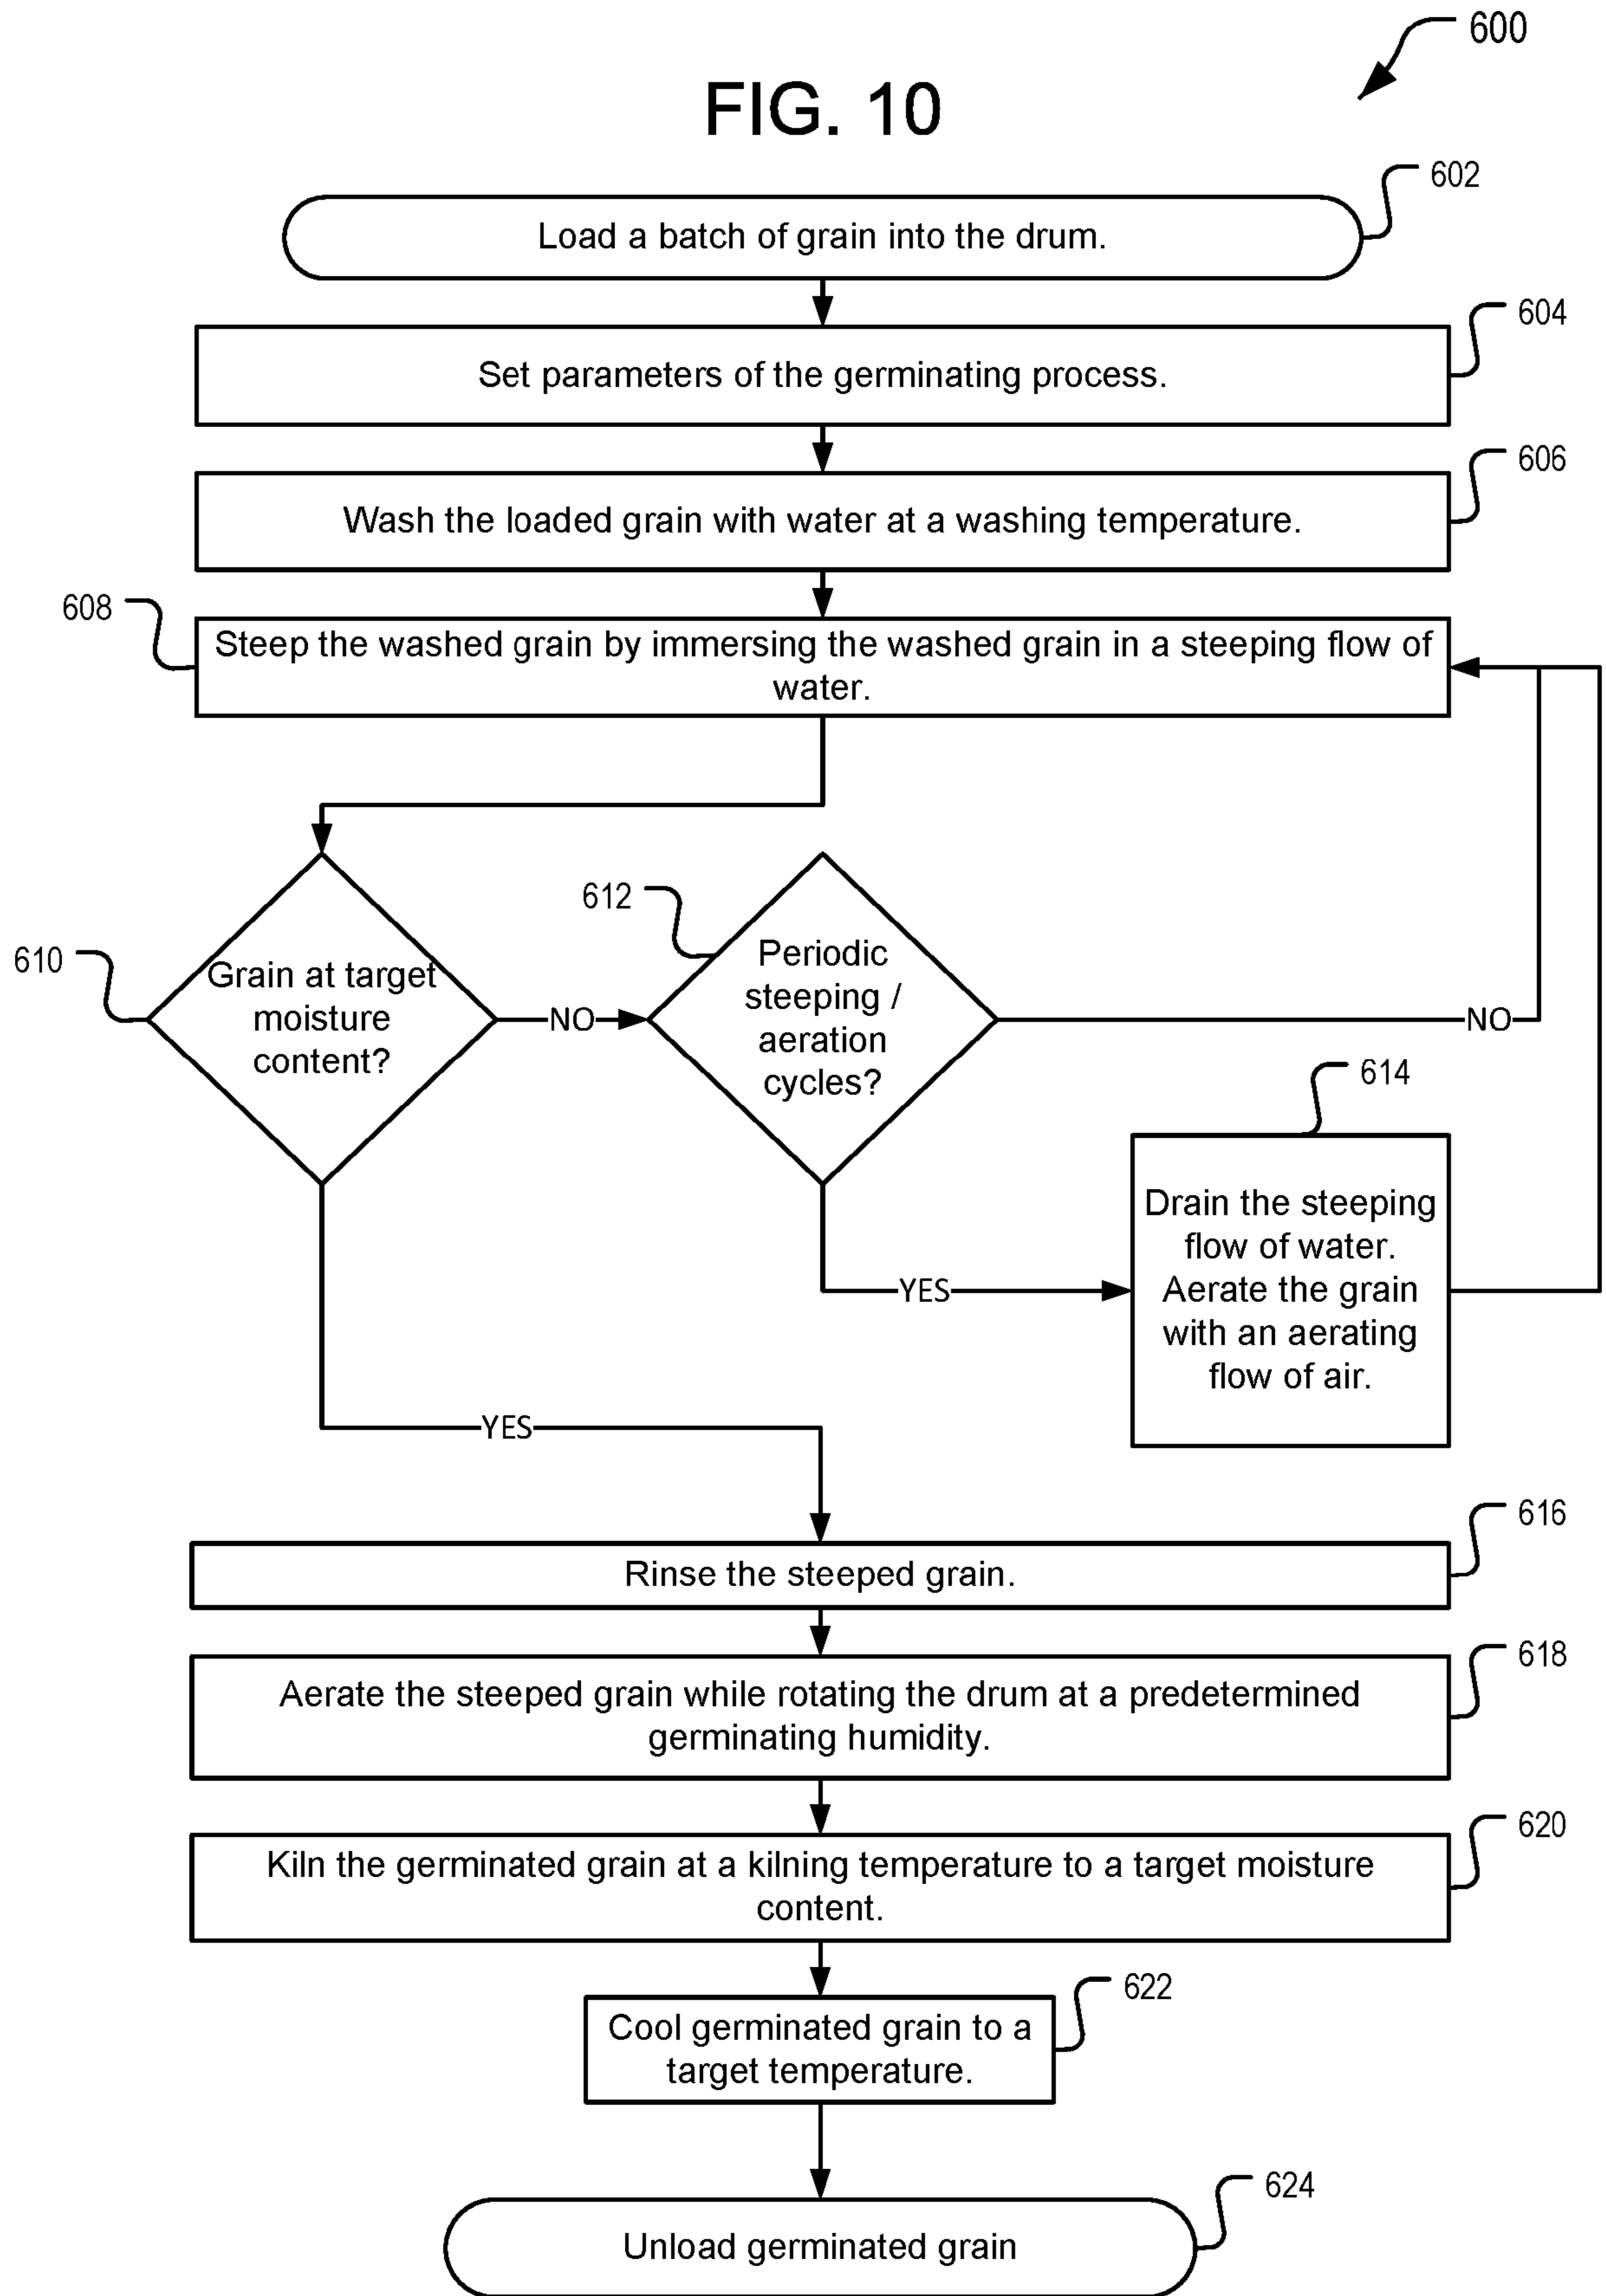 600
FIG. 10
602
Load a batch of grain into the drum.
604
Set parameters of the germinating process.
606
Wash the loaded grain with water at a washing temperature.
608
Steep the washed grain by immersing the washed grain in a steeping flow of
water.
610
Grain at target
moisture
content?
NO
612
Periodic
steeping /
aeration
cycles?
NO
614
Drain the steeping
flow of water.
Aerate the grain
with an aerating
flow of air.
YES
YES
616
Rinse the steeped grain.
618
Aerate the steeped grain while rotating the drum at a predetermined
germinating humidity.
620
Kiln the germinated grain at a kilning temperature to a target moisture
content.
622
Cool germinated grain to a
target temperature.
624
Unload germinated grain